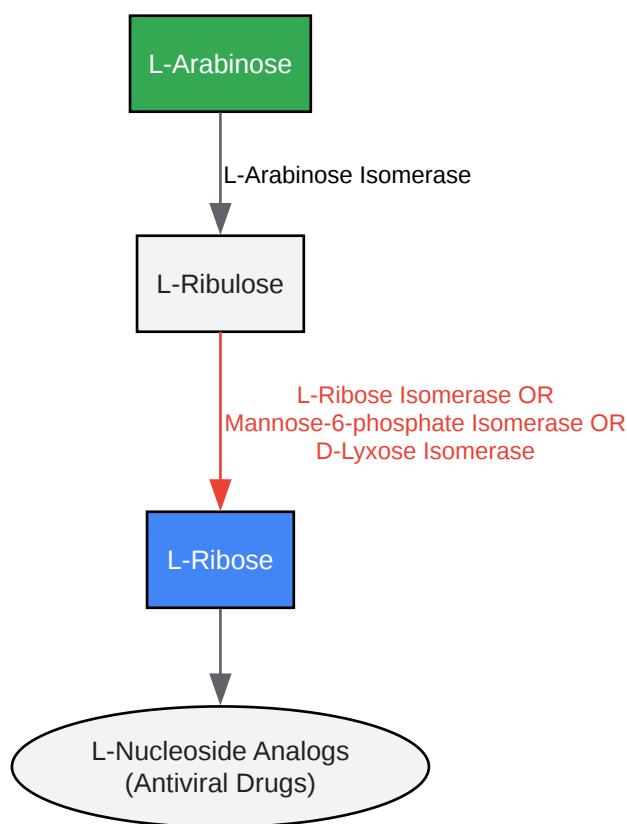 L-Arabinose
L-Arabinose Isomerase
L-Ribulose
L-Ribose Isomerase OR
Mannose-6-phosphate Isomerase OR
D-Lyxose Isomerase
L-Ribose
L-Nucleoside Analogs
(Antiviral Drugs)